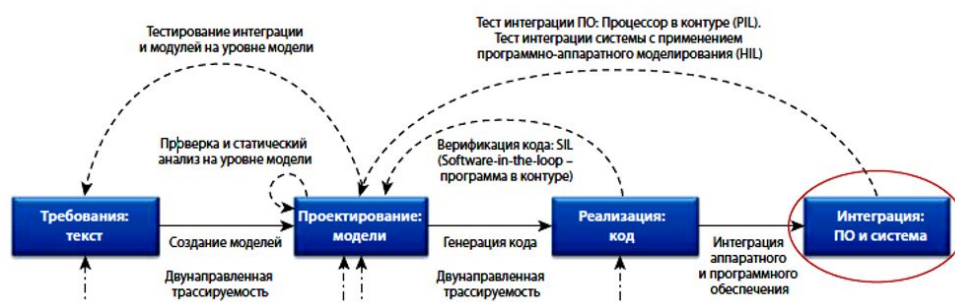 Тестирование интеграции
и модулей на уровне модели
Тест интеграции ПО: Процессор в контуре (PIL).
Тест интеграции системы с применением
программно-аппаратного моделирования (HIL)
Проверка и статический
анализ на уровне модели
Верификация кода: SIL
(Software-in-the-loop –
программа в контуре)
Требования:
текст
Создание моделей
Проектирование:
модели
Генерация кода
Реализация:
код
Интеграция
аппаратного
и программного
обеспечения
Интеграция:
ПО и система
Двунаправленная
трассируемость
Двунаправленная
трассируемость